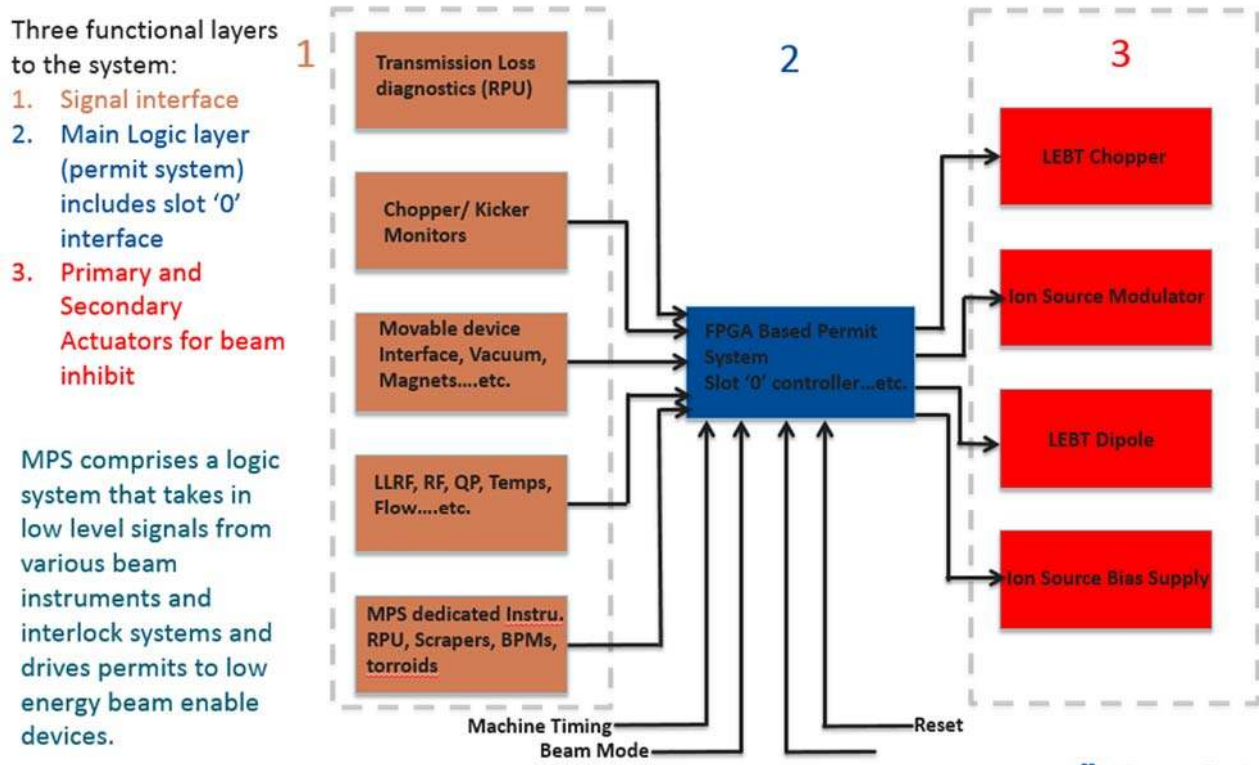 Three functional layers
to the system:
1. Signal interface
2. Main Logic layer
(permit system)
includes slot ‘0’
interface
3. Primary and
Secondary
Actuators for beam
inhibit
MPS comprises a logic
system that takes in
low level signals from
various beam
instruments and
interlock systems and
drives permits to low
energy beam enable
devices.
1
Transmission Loss
diagnostics (RPU)
Chopper/ Kicker
Monitors
Movable device
Interface, Vacuum,
Magnets....etc.
LLRF, RF, QP, Temps,
Flow....etc.
MPS dedicated Instru.
RPU, Scrapers, BPMs,
torroids
2
FPGA Based Permit
System
Slot ‘0’ controller...etc.
Machine Timing
Beam Mode
Reset
3
LEBT Chopper
Ion Source Modulator
LEBT Dipole
Ion Source Bias Supply